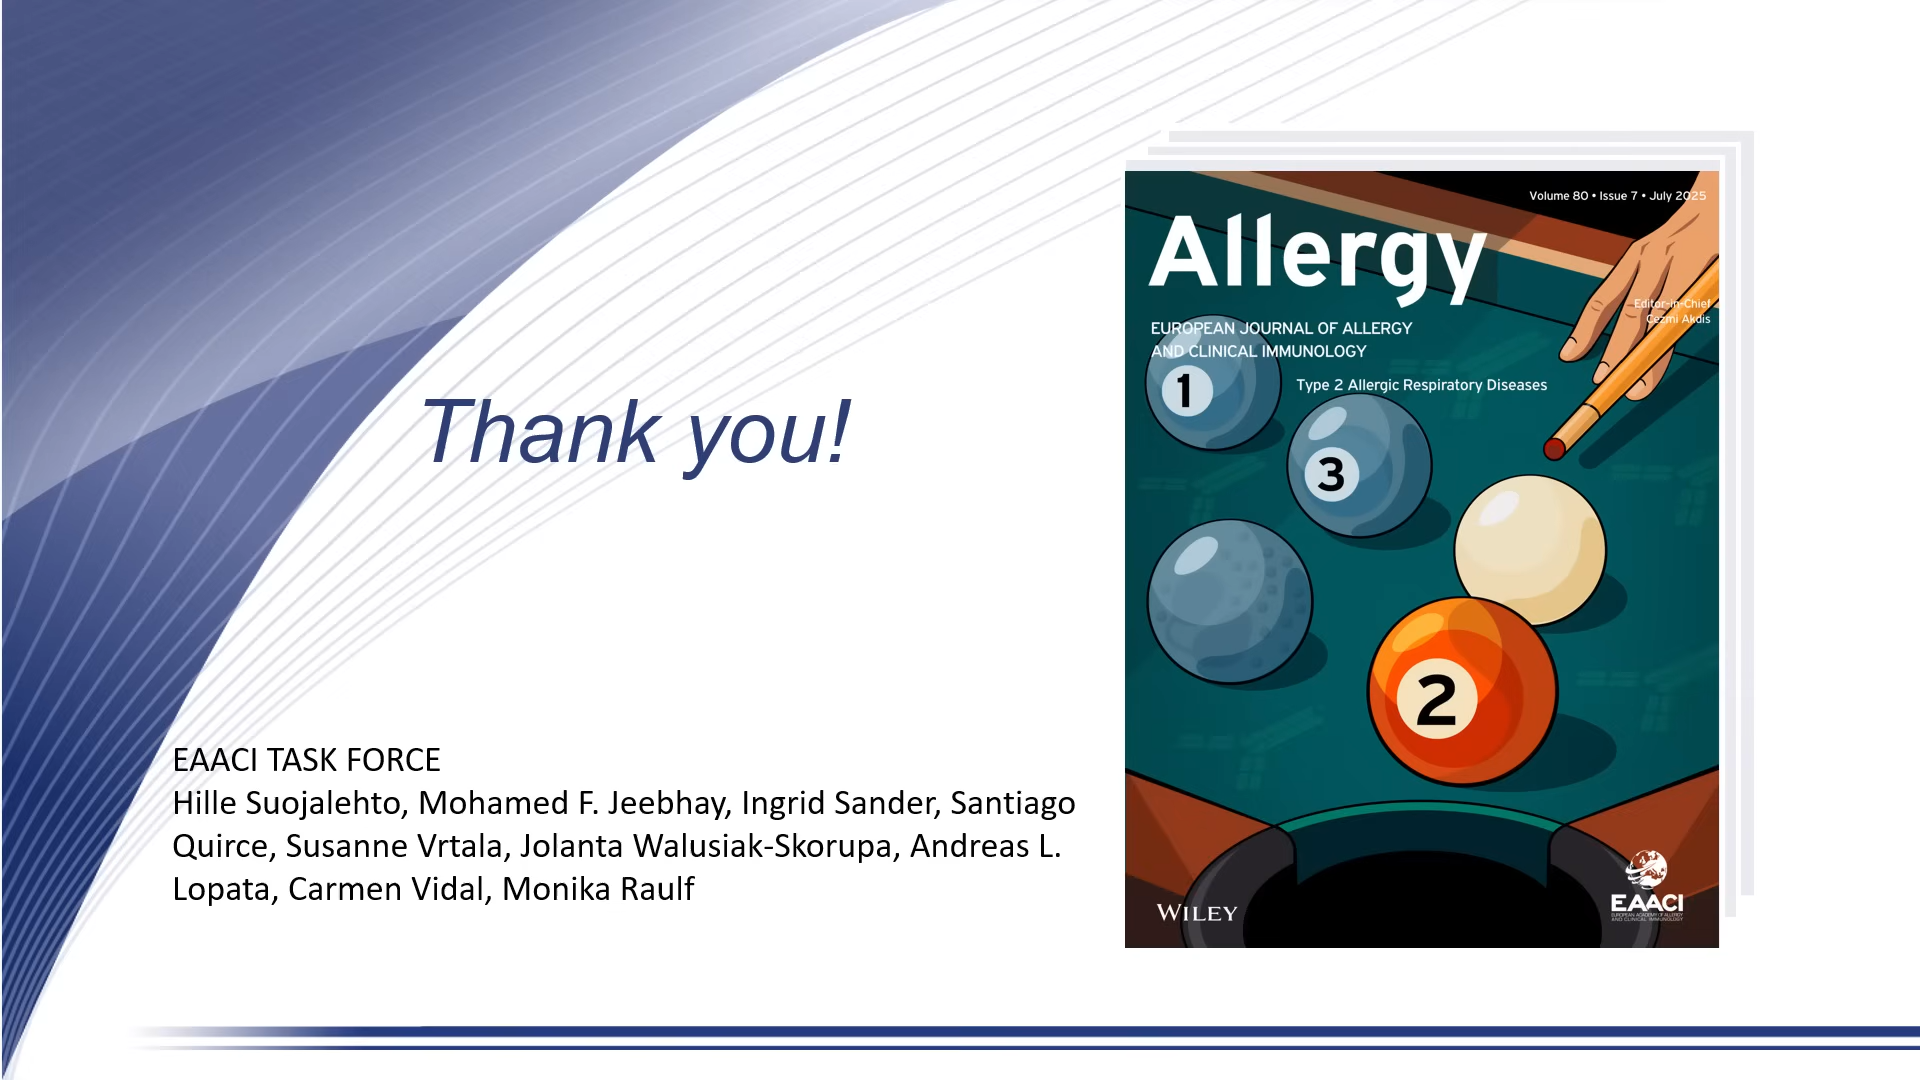 Thank you!
EAACI TASK FORCE
Hille Suojalehto, Mohamed F. Jeebhay, Ingrid Sander, Santiago
Quirce, Susanne Vrtala, Jolanta Walusiak-Skorupa, Andreas L.
Lopata, Carmen Vidal, Monika Raulf
Volume 80 • Issue 7 • July 2025
Allergy
Editor-in-Chief
Cezmi Akdis
EUROPEAN JOURNAL OF ALLERGY
AND CLINICAL IMMUNOLOGY
Type 2 Allergic Respiratory Diseases
1
3
2
WILEY
EAACI
EUROPEAN ACADEMY OF ALLERGY
AND CLINICAL IMMUNOLOGY